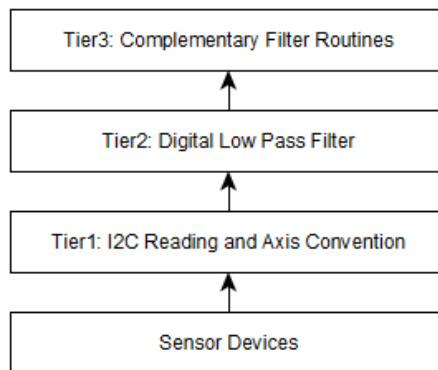 Tier3: Complementary Filter Routines
Tier2: Digital Low Pass Filter
Tier1: I2C Reading and Axis Convention
Sensor Devices